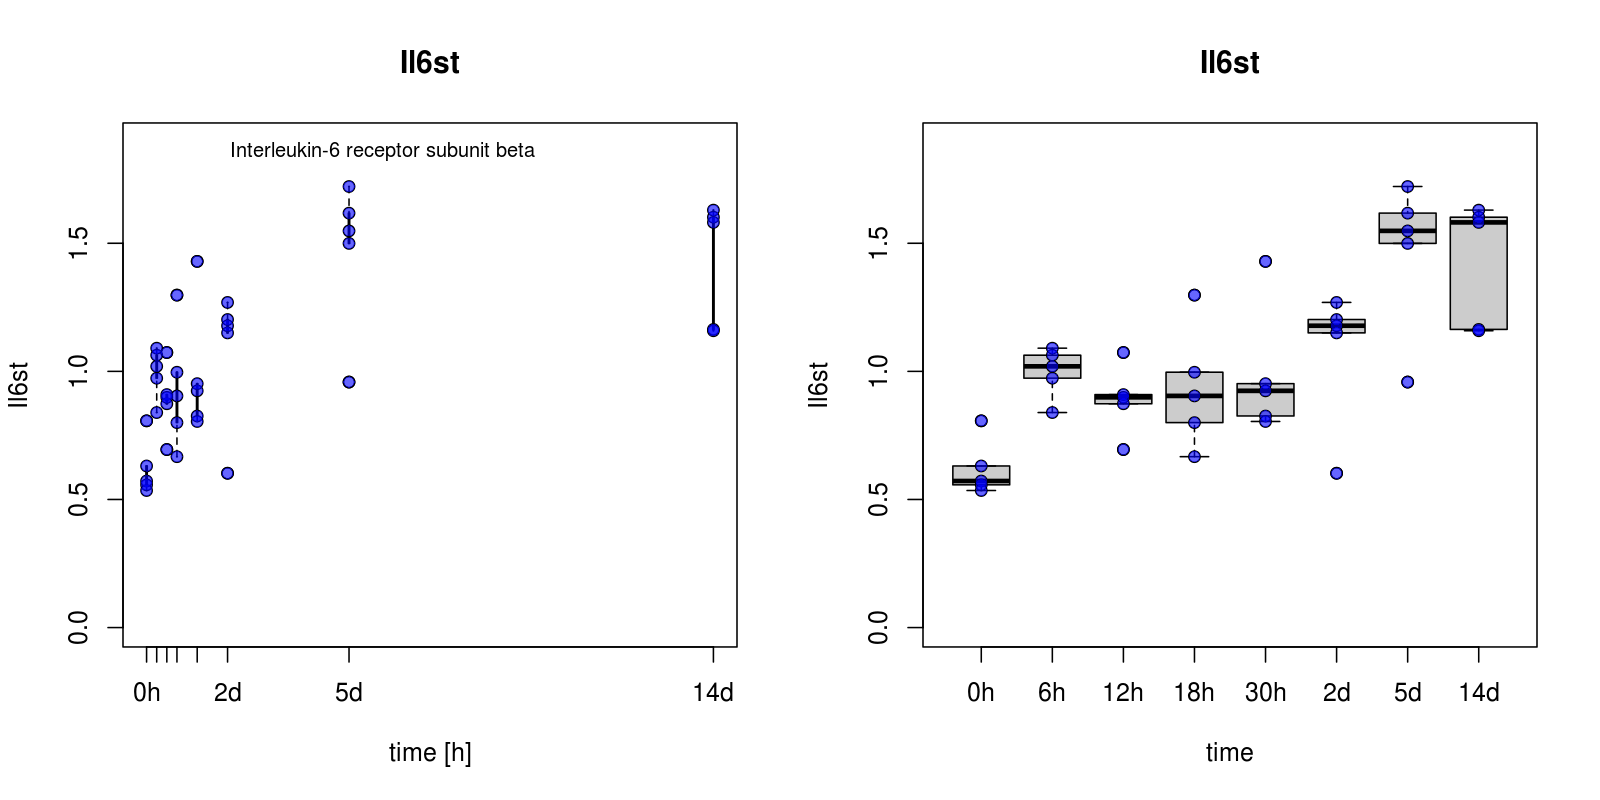 Il6st
Interleukin-6 receptor subunit beta
Il6st
0.0
0.5
1.0
1.5
0h
2d
5d
14d
time [h]
Il6st
Il6st
0.0
0.5
1.0
1.5
0h
6h
12h
18h
30h
2d
5d
14d
time